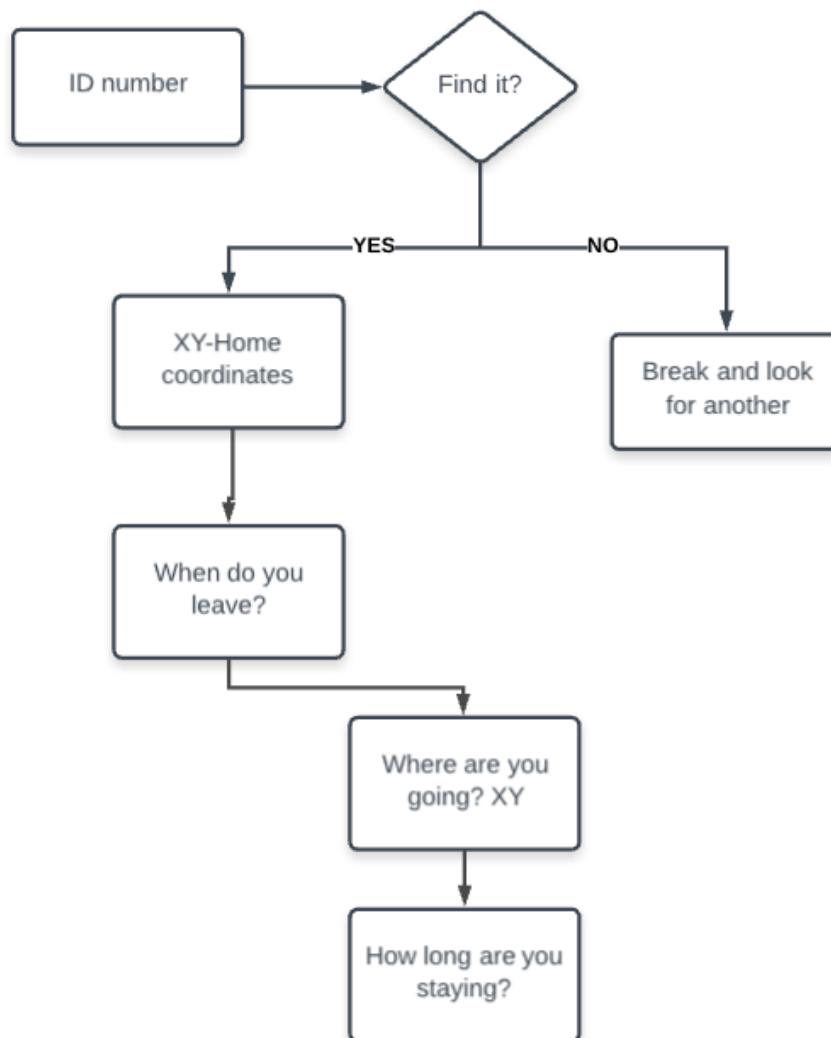 ID number
Find it?
YES
NO
XY-Home
coordinates
Break and look
for another
When do you
leave?
Where are you
going? XY
How long are you
staying?